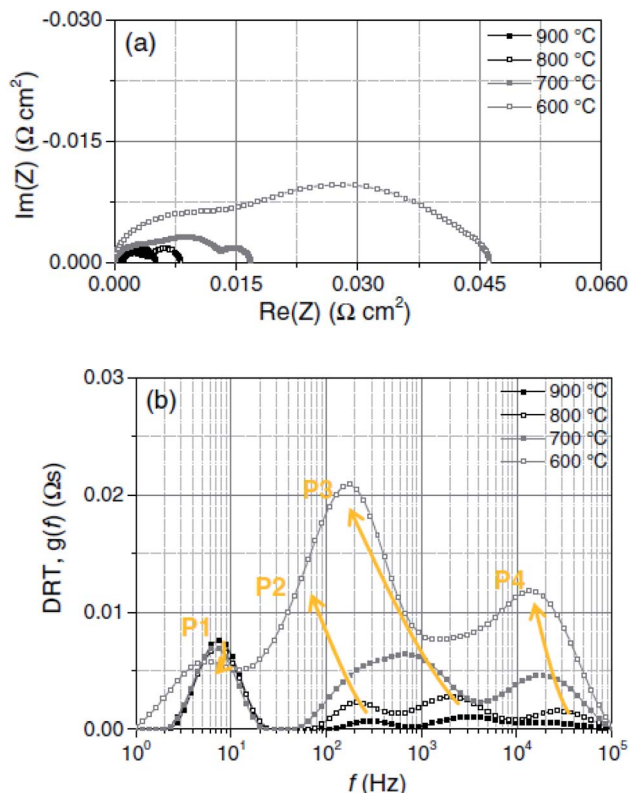 (a)
900 °C
800 °C
700 °C
600 °C
-0.030
-0.015
0.000
Im(Z) (Ω cm²)
0.000 0.015 0.030 0.045 0.060
Re(Z) (Ω cm²)
(b)
900 °C
800 °C
700 °C
600 °C
0.03
0.02
0.01
0.00
DRT, g(f) (Ωs)
P1
P2
P3
P4
10⁰ 10¹ 10² 10³ 10⁴ 10⁵
f (Hz)